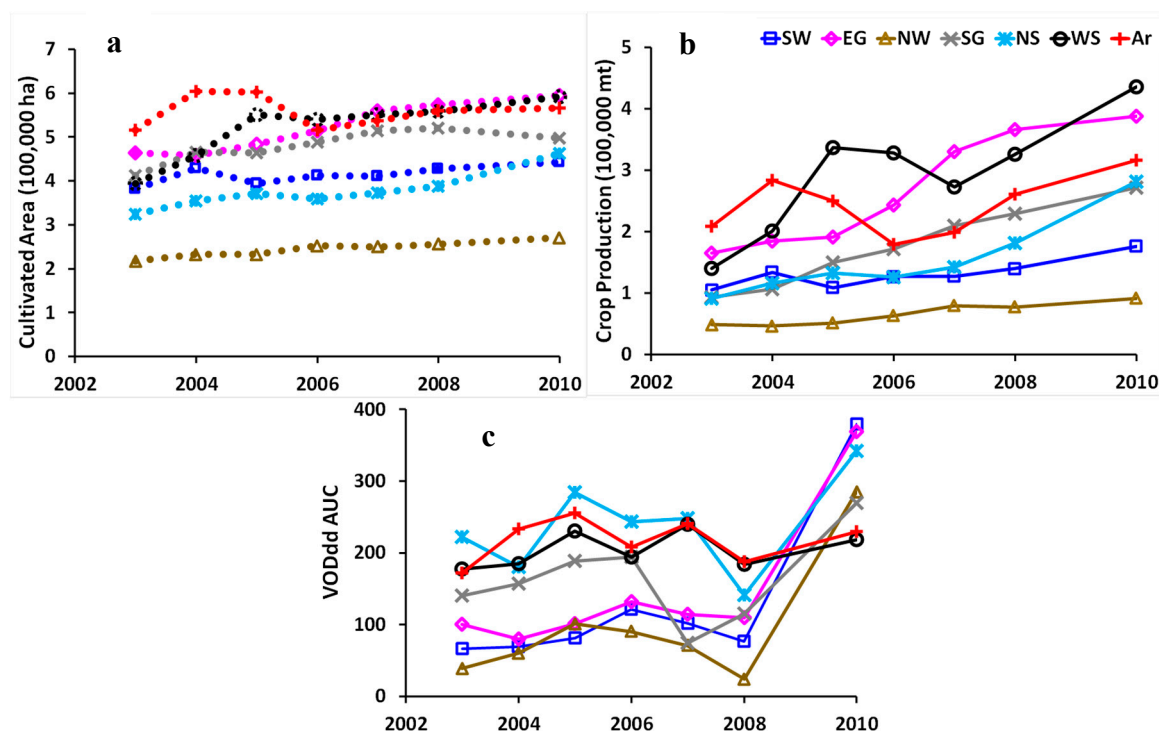 a
Cultivated Area (100,000 ha)
7
6
5
4
3
2
1
0
2002 2004 2006 2008 2010
b
SW EG NW SG NS WS Ar
Crop Production (100,000 mt)
5
4
3
2
1
0
2002 2004 2006 2008 2010
c
VODdd AUC
400
300
200
100
0
2002 2004 2006 2008 2010